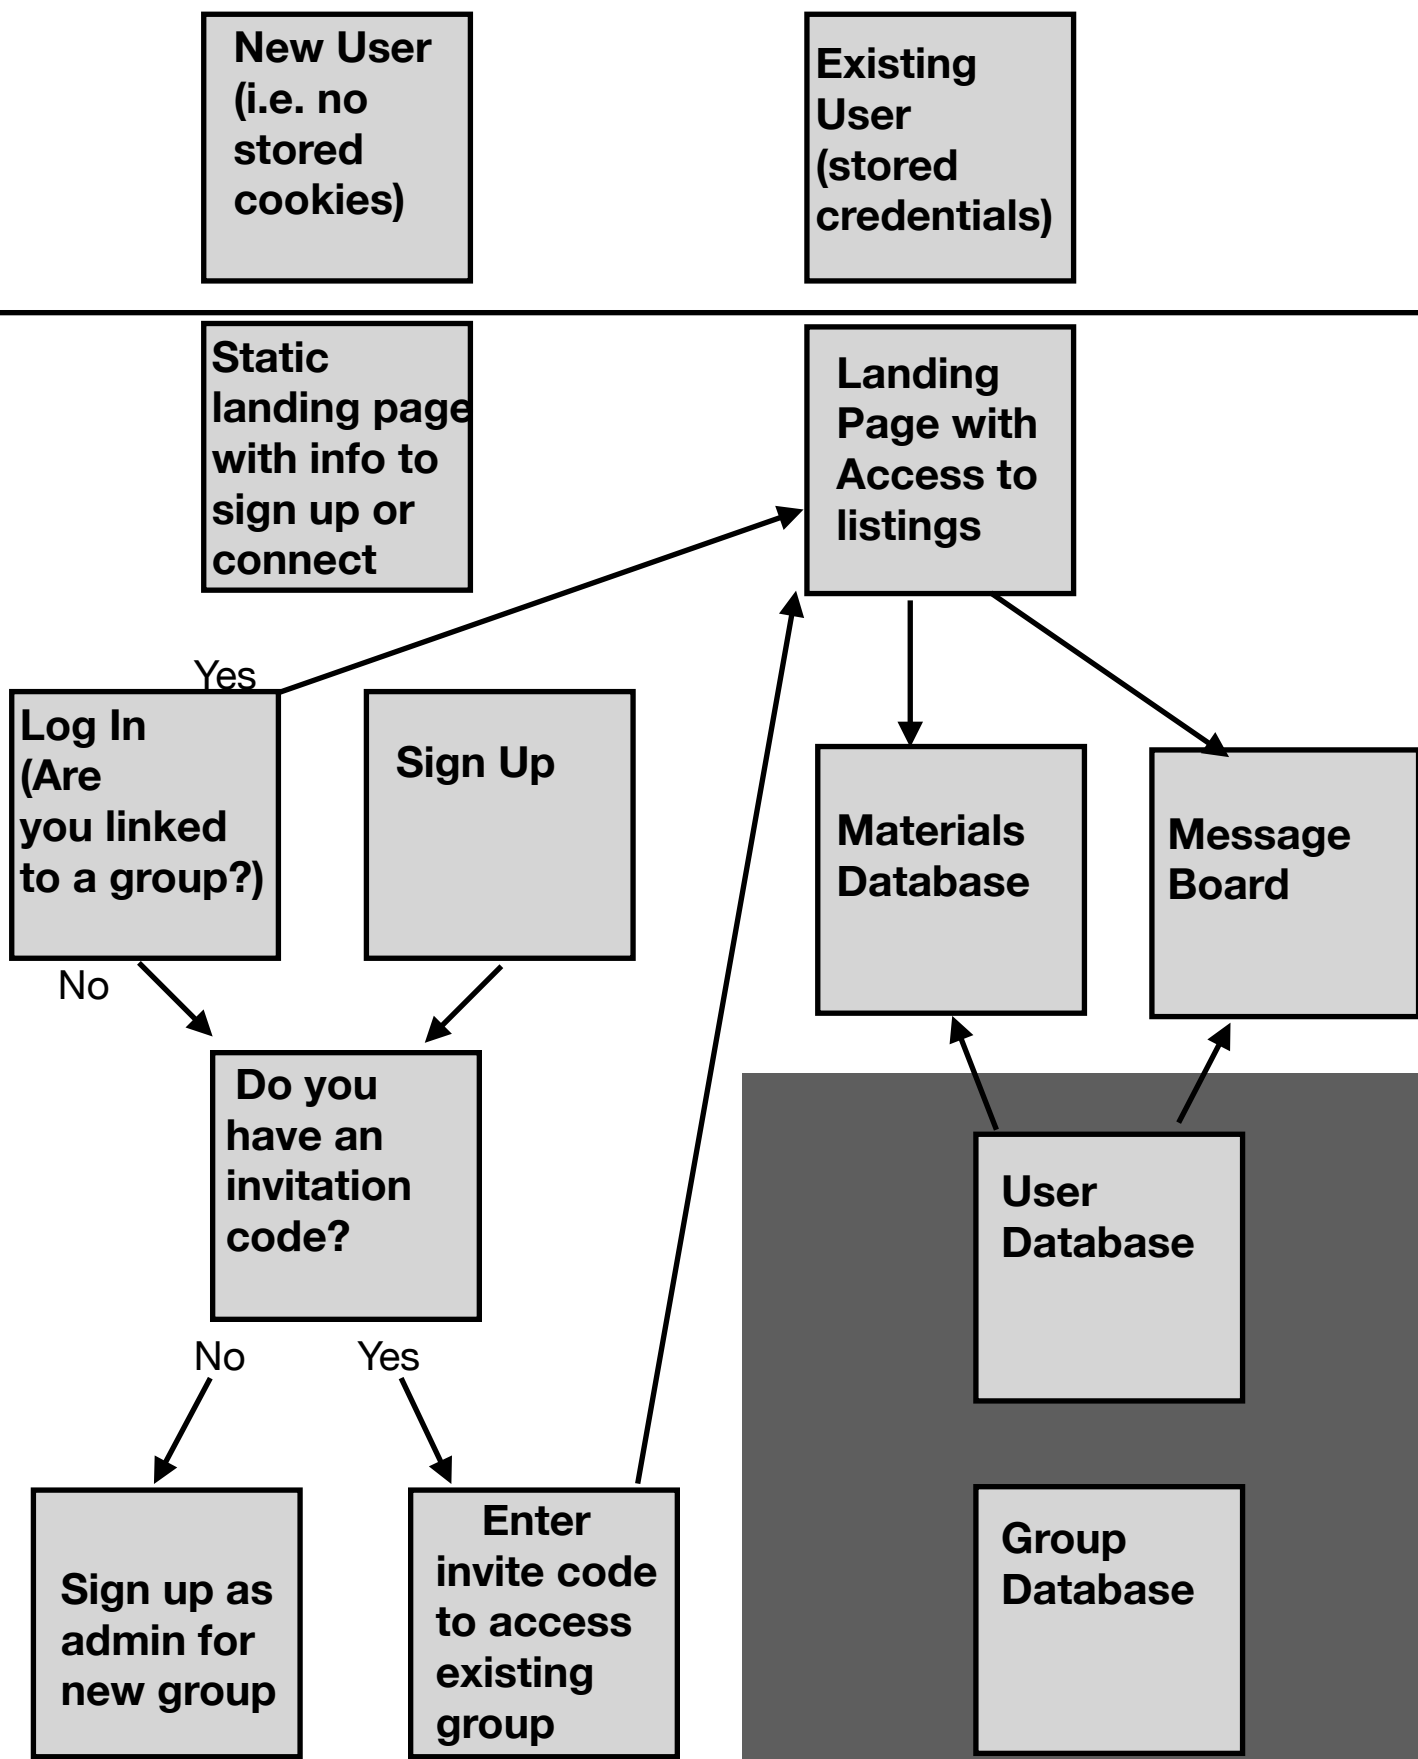 New User
(i.e. no
stored
cookies)
Existing
User
(stored
credentials)
Static
landing page
with info to
sign up or
connect
Landing
Page with
Access to
listings
Yes
Log In
(Are
you linked
to a group?)
Sign Up
Materials
Database
Message
Board
No
Do you
have an
invitation
code?
User
Database
No
Yes
Sign up as
admin for
new group
Enter
invite code
to access
existing
group
Group
Database